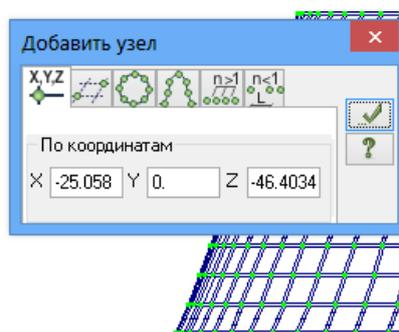 Добавить узел
X,Y,Z n>1 n<1
L
По координатам
X -25.058 Y 0. Z -46.4034